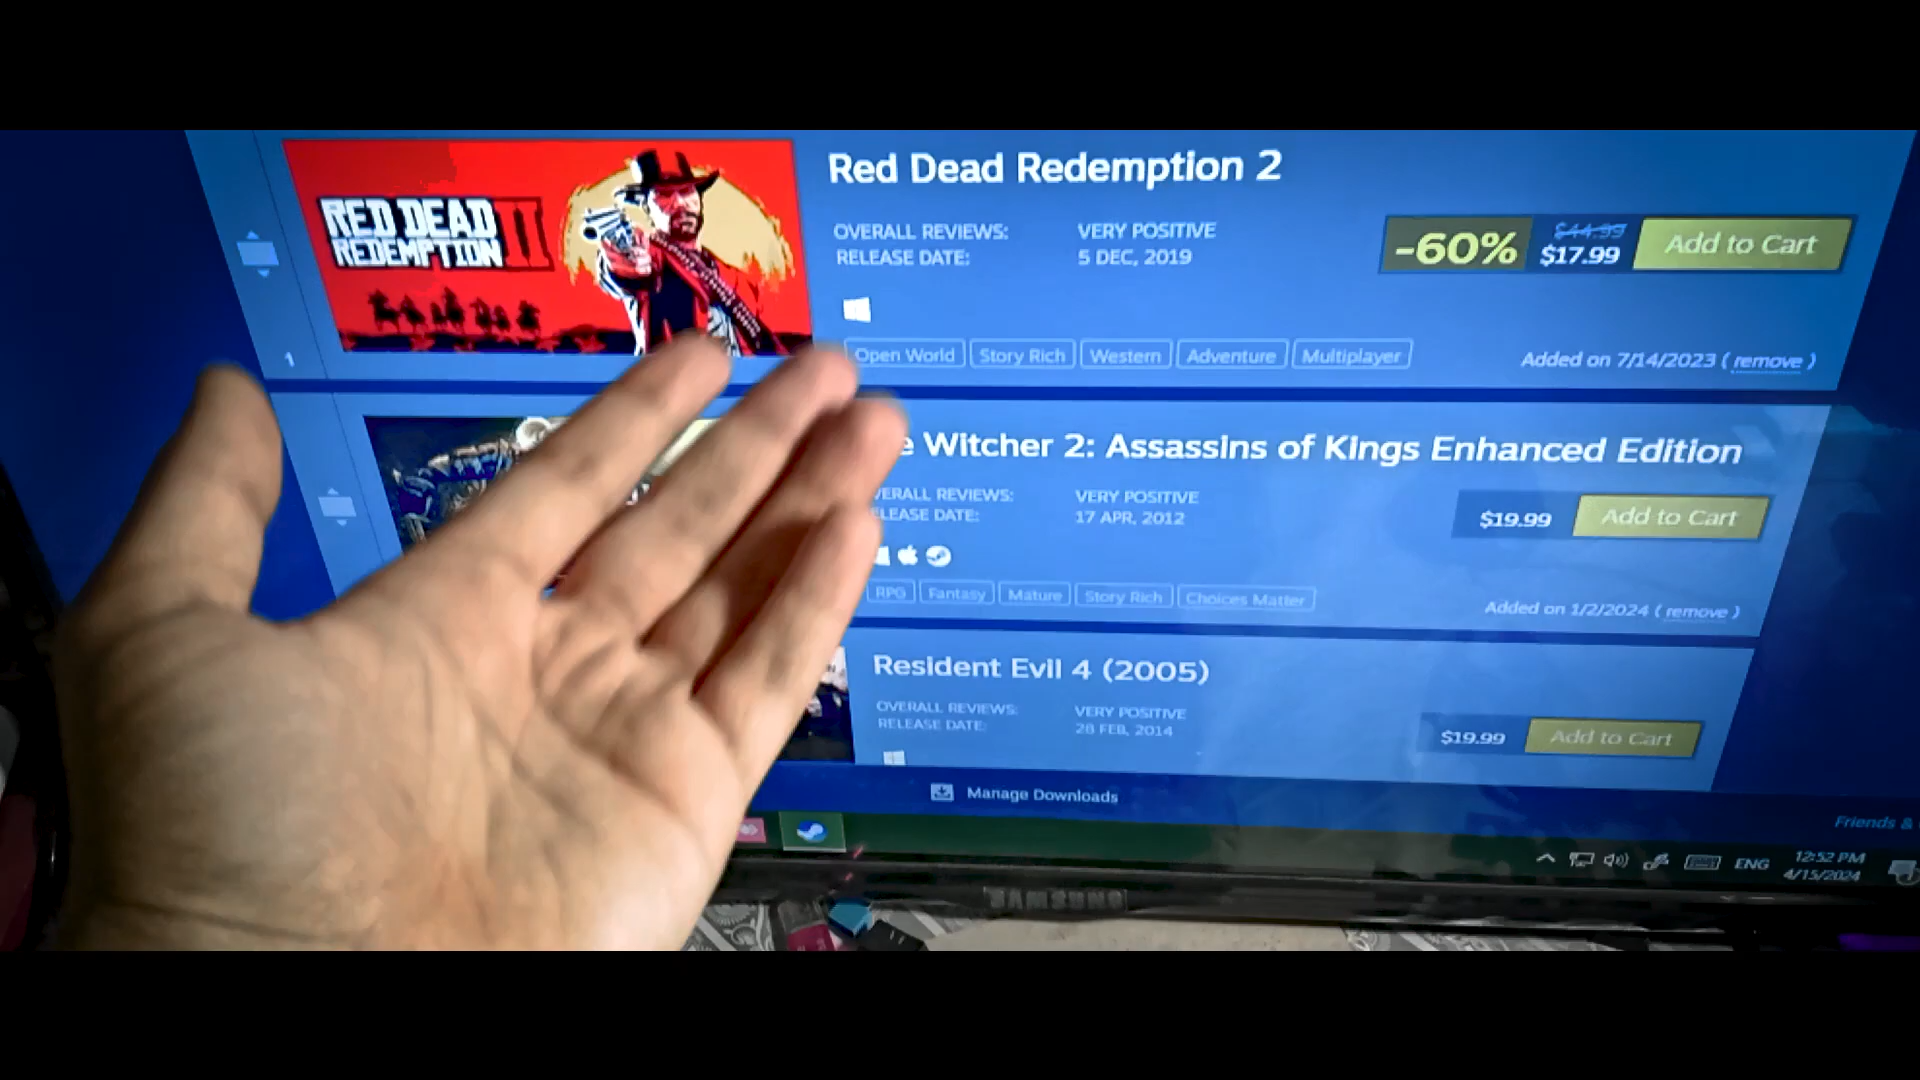 RED DEAD
REDEMPTION II
Red Dead Redemption 2
OVERALL REVIEWS: VERY POSITIVE
RELEASE DATE: 5 DEC, 2019
-60% $44.99 $17.99 Add to Cart
1
Open World Story Rich Western Adventure Multiplayer
Added on 7/14/2023 ( remove )
e Witcher 2: Assassins of Kings Enhanced Edition
VERALL REVIEWS: VERY POSITIVE
LEASE DATE: 17 APR, 2012
$19.99 Add to Cart
RPG Fantasy Mature Story Rich Choices Matter
Added on 1/2/2024 ( remove )
Resident Evil 4 (2005)
OVERALL REVIEWS: VERY POSITIVE
RELEASE DATE: 28 FEB, 2014
$19.99 Add to Cart
Manage Downloads
Friends &
ENG 12:52 PM
4/15/2024
SAMSUNG